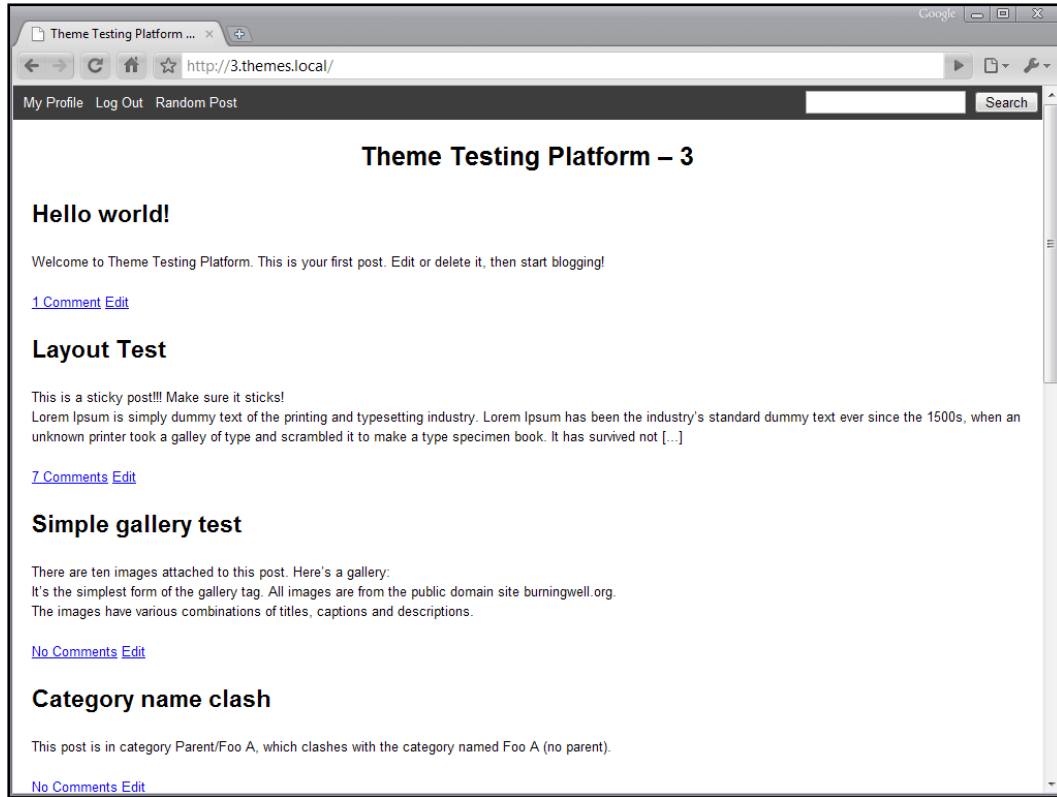 Google
Theme Testing Platform ...
http://3.themes.local/
My Profile Log Out Random Post
Search
Theme Testing Platform – 3
Hello world!
Welcome to Theme Testing Platform. This is your first post. Edit or delete it, then start blogging!
1 Comment Edit
Layout Test
This is a sticky post!!! Make sure it sticks!
Lorem Ipsum is simply dummy text of the printing and typesetting industry. Lorem Ipsum has been the industry’s standard dummy text ever since the 1500s, when an
unknown printer took a galley of type and scrambled it to make a type specimen book. It has survived not [...]
7 Comments Edit
Simple gallery test
There are ten images attached to this post. Here’s a gallery:
It’s the simplest form of the gallery tag. All images are from the public domain site burningwell.org.
The images have various combinations of titles, captions and descriptions.
No Comments Edit
Category name clash
This post is in category Parent/Foo A, which clashes with the category named Foo A (no parent).
No Comments Edit